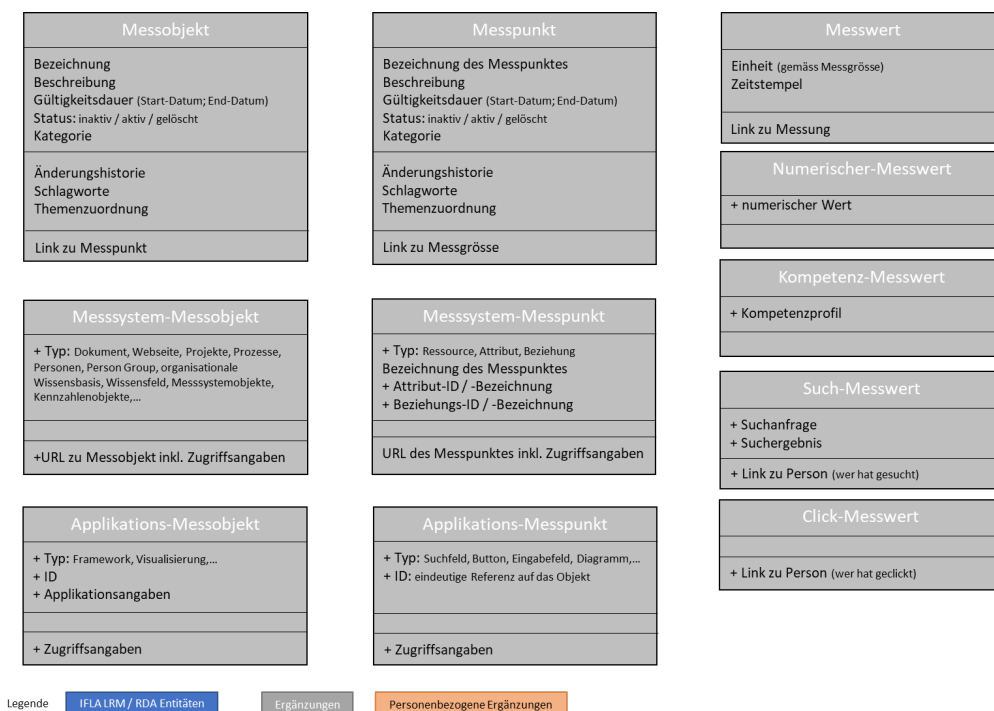 Messobjekt
Bezeichnung
Beschreibung
Gültigkeitsdauer (Start-Datum; End-Datum)
Status: inaktiv / aktiv / gelöscht
Kategorie
Änderungshistorie
Schlagworte
Themenzuordnung
Link zu Messpunkt
Messsystem-Messobjekt
+ Typ: Dokument, Webseite, Projekte, Prozesse,
Personen, Person Group, organisationale
Wissensbasis, Wissensfeld, Messsystemobjekte,
Kennzahlenobjekte,...
+URL zu Messobjekt inkl. Zugriffsangaben
Applikations-Messobjekt
+ Typ: Framework, Visualisierung,...
+ ID
+ Applikationsangaben
+ Zugriffsangaben
Messpunkt
Bezeichnung des Messpunktes
Beschreibung
Gültigkeitsdauer (Start-Datum; End-Datum)
Status: inaktiv / aktiv / gelöscht
Kategorie
Änderungshistorie
Schlagworte
Themenzuordnung
Link zu Messgrösse
Messsystem-Messpunkt
+ Typ: Ressource, Attribut, Beziehung
Bezeichnung des Messpunktes
+ Attribut-ID / -Bezeichnung
+ Beziehungs-ID / -Bezeichnung
URL des Messpunktes inkl. Zugriffsangaben
Applikations-Messpunkt
+ Typ: Suchfeld, Button, Eingabefeld, Diagramm,...
+ ID: eindeutige Referenz auf das Objekt
+ Zugriffsangaben
Messwert
Einheit (gemäss Messgrösse)
Zeitstempel
Link zu Messung
Numerischer-Messwert
+ numerischer Wert
Kompetenz-Messwert
+ Kompetenzprofil
Such-Messwert
+ Suchanfrage
+ Suchergebnis
+ Link zu Person (wer hat gesucht)
Click-Messwert
+ Link zu Person (wer hat geclickt)
Legende
IFLA LRM / RDA Entitäten
Ergänzungen
Personenbezogene Ergänzungen